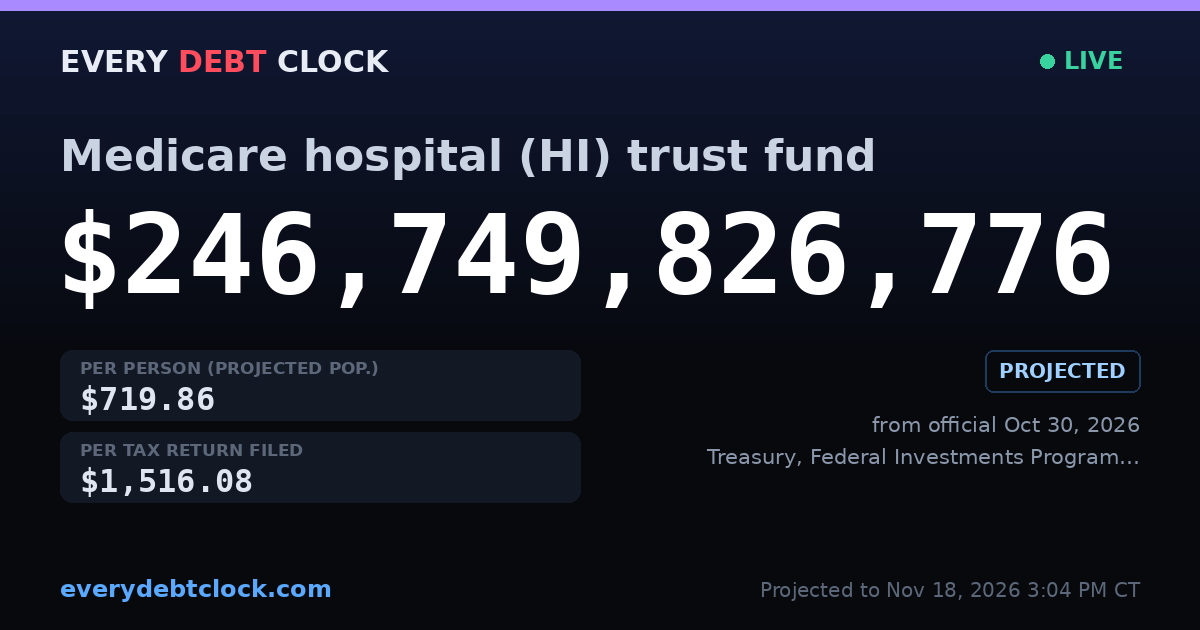 EVERY DEBT CLOCK
LIVE
Medicare hospital (HI) trust fund
$246,749,826,776
PER PERSON (PROJECTED POP.)
$719.86
PER TAX RETURN FILED
$1,516.08
PROJECTED
from official Oct 30, 2026
Treasury, Federal Investments Program…
everydebtclock.com
Projected to Nov 18, 2026 3:04 PM CT